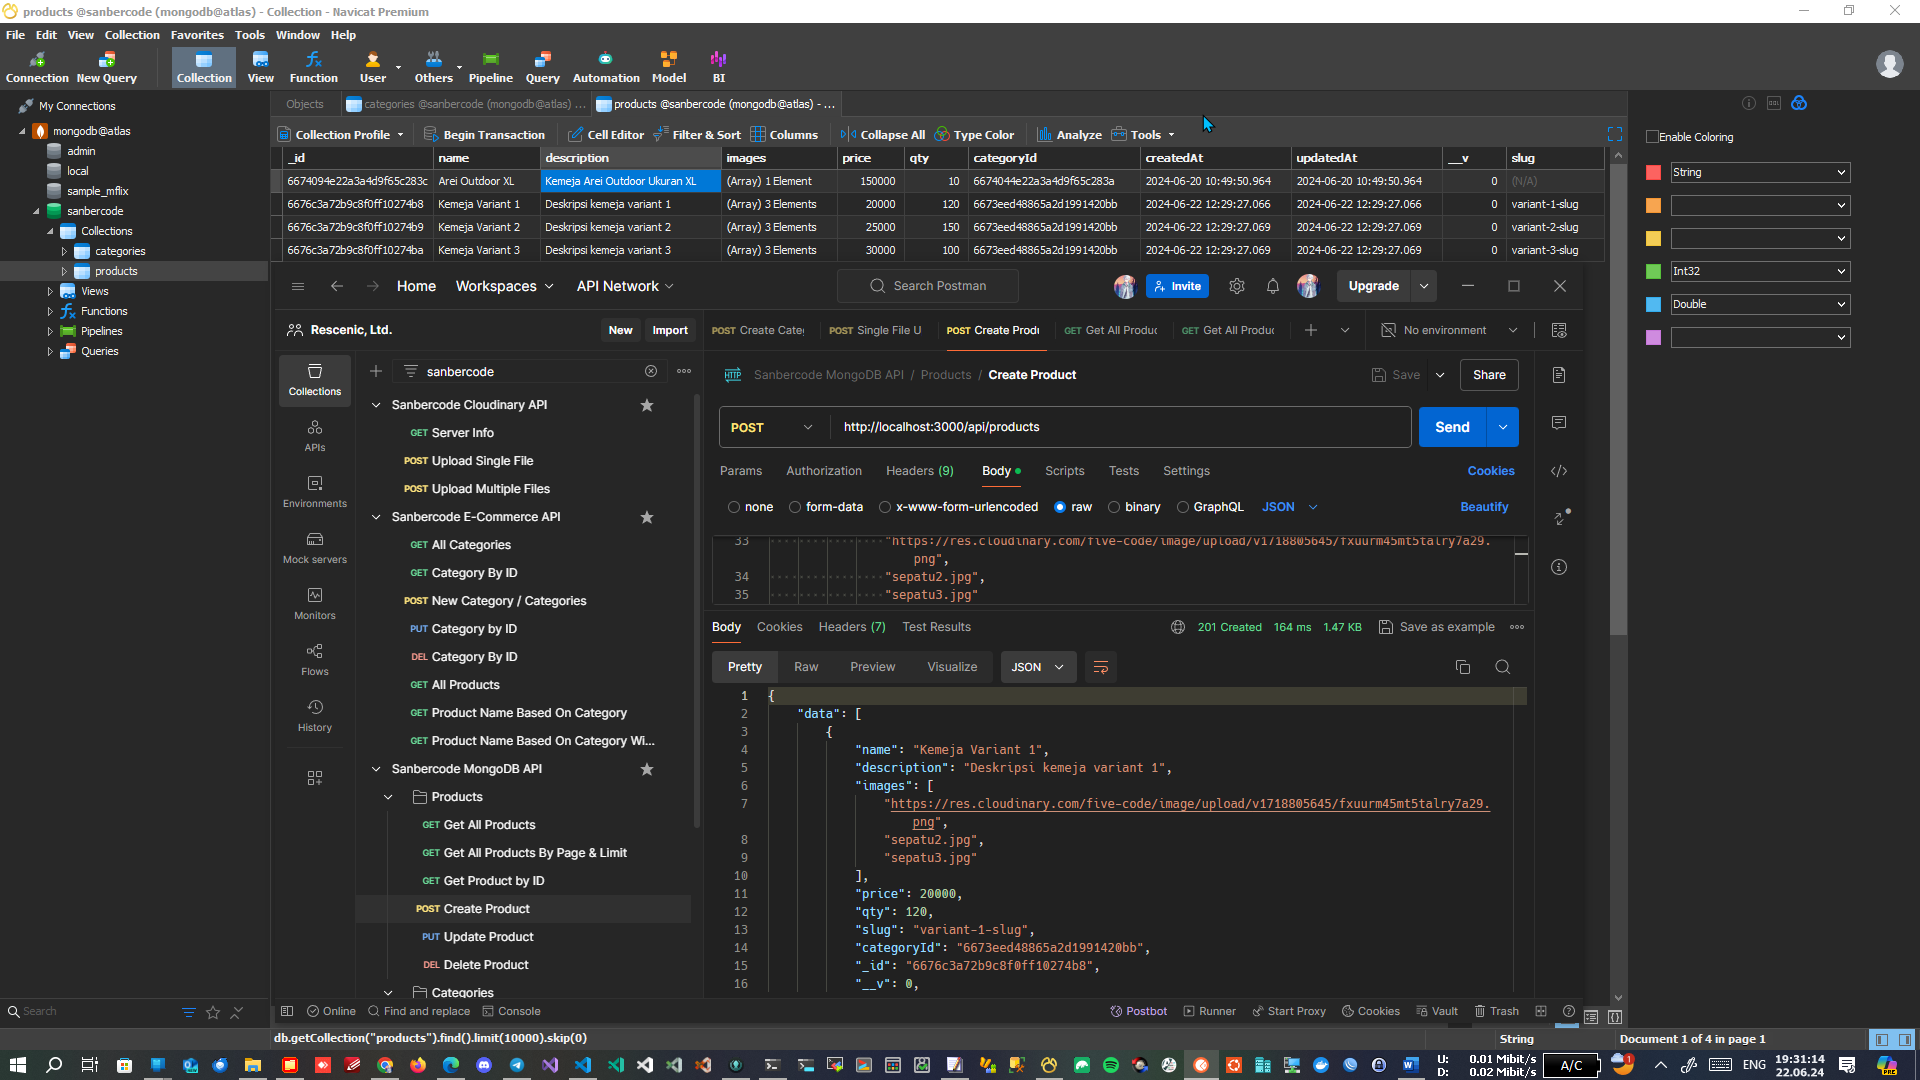 products @sanbercode (mongodb@atlas) - Collection - Navicat Premium
File Edit View Collection Favorites Tools Window Help
Connection New Query Collection View Function User Others Pipeline Query Automation Model BI
My Connections
mongodb@atlas
admin
local
sample_mflix
sanbercode
Collections
categories
products
Views
Functions
Pipelines
Queries
Search
Objects categories @sanbercode (mongodb@atlas) ... products @sanbercode (mongodb@atlas) - ...
Collection Profile Begin Transaction Cell Editor Filter & Sort Columns Collapse All Type Color Analyze Tools
_id name description images price qty categoryId createdAt updatedAt __v slug
6674094e22a3a4d9f65c283c Arei Outdoor XL Kemeja Arei Outdoor Ukuran XL (Array) 1 Element 150000 10 6674044e22a3a4d9f65c283a 2024-06-20 10:49:50.964 2024-06-20 10:49:50.964 0 (N/A)
6676c3a72b9c8f0ff10274b8 Kemeja Variant 1 Deskripsi kemeja variant 1 (Array) 3 Elements 20000 120 6673eed48865a2d1991420bb 2024-06-22 12:29:27.066 2024-06-22 12:29:27.066 0 variant-1-slug
6676c3a72b9c8f0ff10274b9 Kemeja Variant 2 Deskripsi kemeja variant 2 (Array) 3 Elements 25000 150 6673eed48865a2d1991420bb 2024-06-22 12:29:27.069 2024-06-22 12:29:27.069 0 variant-2-slug
6676c3a72b9c8f0ff10274ba Kemeja Variant 3 Deskripsi kemeja variant 3 (Array) 3 Elements 30000 100 6673eed48865a2d1991420bb 2024-06-22 12:29:27.069 2024-06-22 12:29:27.069 0 variant-3-slug
Enable Coloring
String
Int32
Double
Home Workspaces API Network Search Postman Invite Upgrade
Rescenic, Ltd. New Import
POST Create Cate POST Single File U POST Create Produ GET Get All Produc GET Get All Produc No environment
Collections
APIs
Environments
Mock servers
Monitors
Flows
History
sanbercode
Sanbercode Cloudinary API
GET Server Info
POST Upload Single File
POST Upload Multiple Files
Sanbercode E-Commerce API
GET All Categories
GET Category By ID
POST New Category / Categories
PUT Category by ID
DEL Category By ID
GET All Products
GET Product Name Based On Category
GET Product Name Based On Category Wi...
Sanbercode MongoDB API
Products
GET Get All Products
GET Get All Products By Page & Limit
GET Get Product by ID
POST Create Product
PUT Update Product
DEL Delete Product
Categories
HTTP Sanbercode MongoDB API / Products / Create Product Save Share
POST http://localhost:3000/api/products Send
Params Authorization Headers (9) Body Scripts Tests Settings Cookies
none form-data x-www-form-urlencoded raw binary GraphQL JSON Beautify
33 "https://res.cloudinary.com/five-code/image/upload/v1718805645/fxuurm45mt5talry7a29.
png",
34 "sepatu2.jpg",
35 "sepatu3.jpg"
Body Cookies Headers (7) Test Results 201 Created 164 ms 1.47 KB Save as example
Pretty Raw Preview Visualize JSON
1 {
2 "data": [
3 {
4 "name": "Kemeja Variant 1",
5 "description": "Deskripsi kemeja variant 1",
6 "images": [
7 "https://res.cloudinary.com/five-code/image/upload/v1718805645/fxuurm45mt5talry7a29.
png",
8 "sepatu2.jpg",
9 "sepatu3.jpg"
10 ],
11 "price": 20000,
12 "qty": 120,
13 "slug": "variant-1-slug",
14 "categoryId": "6673eed48865a2d1991420bb",
15 "_id": "6676c3a72b9c8f0ff10274b8",
16 "__v": 0,
Online Find and replace Console Postbot Runner Start Proxy Cookies Vault Trash
db.getCollection("products").find().limit(10000).skip(0) String Document 1 of 4 in page 1
U: 0.01 Mibit/s
D: 0.02 Mibit/s
A/C
1
ENG
19:31:14
22.06.24